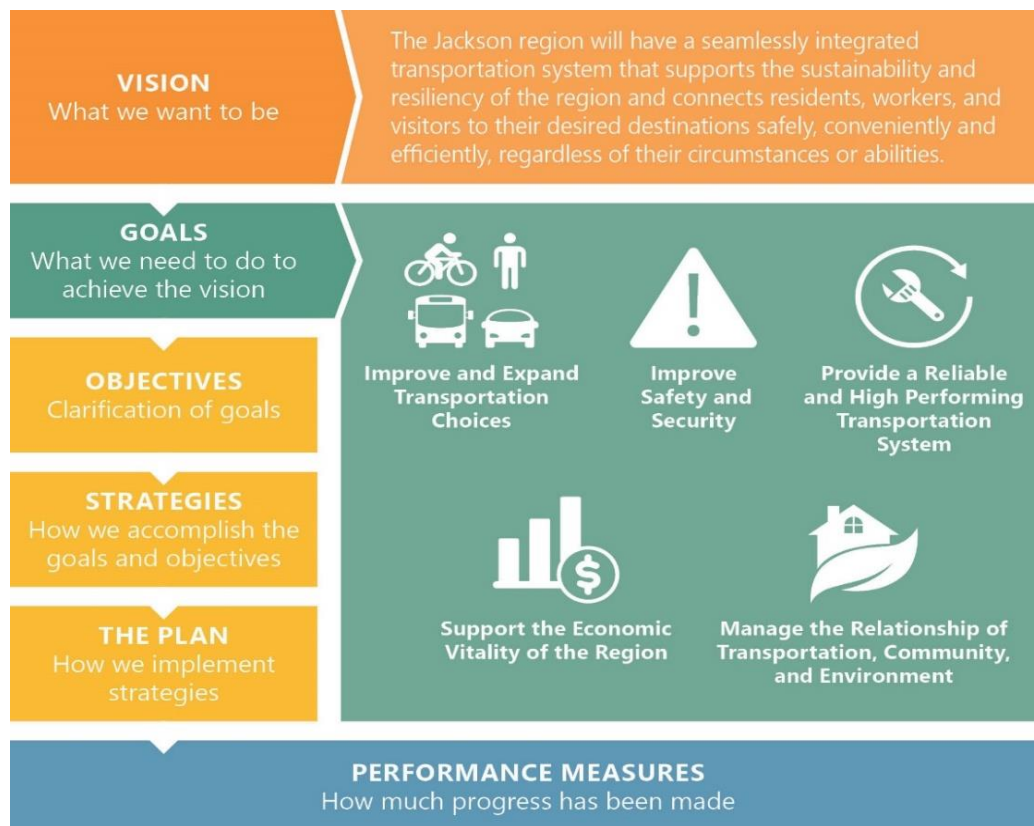 VISION
What we want to be
The Jackson region will have a seamlessly integrated
transportation system that supports the sustainability and
resiliency of the region and connects residents, workers, and
visitors to their desired destinations safely, conveniently and
efficiently, regardless of their circumstances or abilities.
GOALS
What we need to do to
achieve the vision
Improve and Expand
Transportation
Choices
Improve
Safety and
Security
Provide a Reliable
and High Performing
Transportation
System
Support the Economic
Vitality of the Region
Manage the Relationship of
Transportation, Community,
and Environment
OBJECTIVES
Clarification of goals
STRATEGIES
How we accomplish the
goals and objectives
THE PLAN
How we implement
strategies
PERFORMANCE MEASURES
How much progress has been made